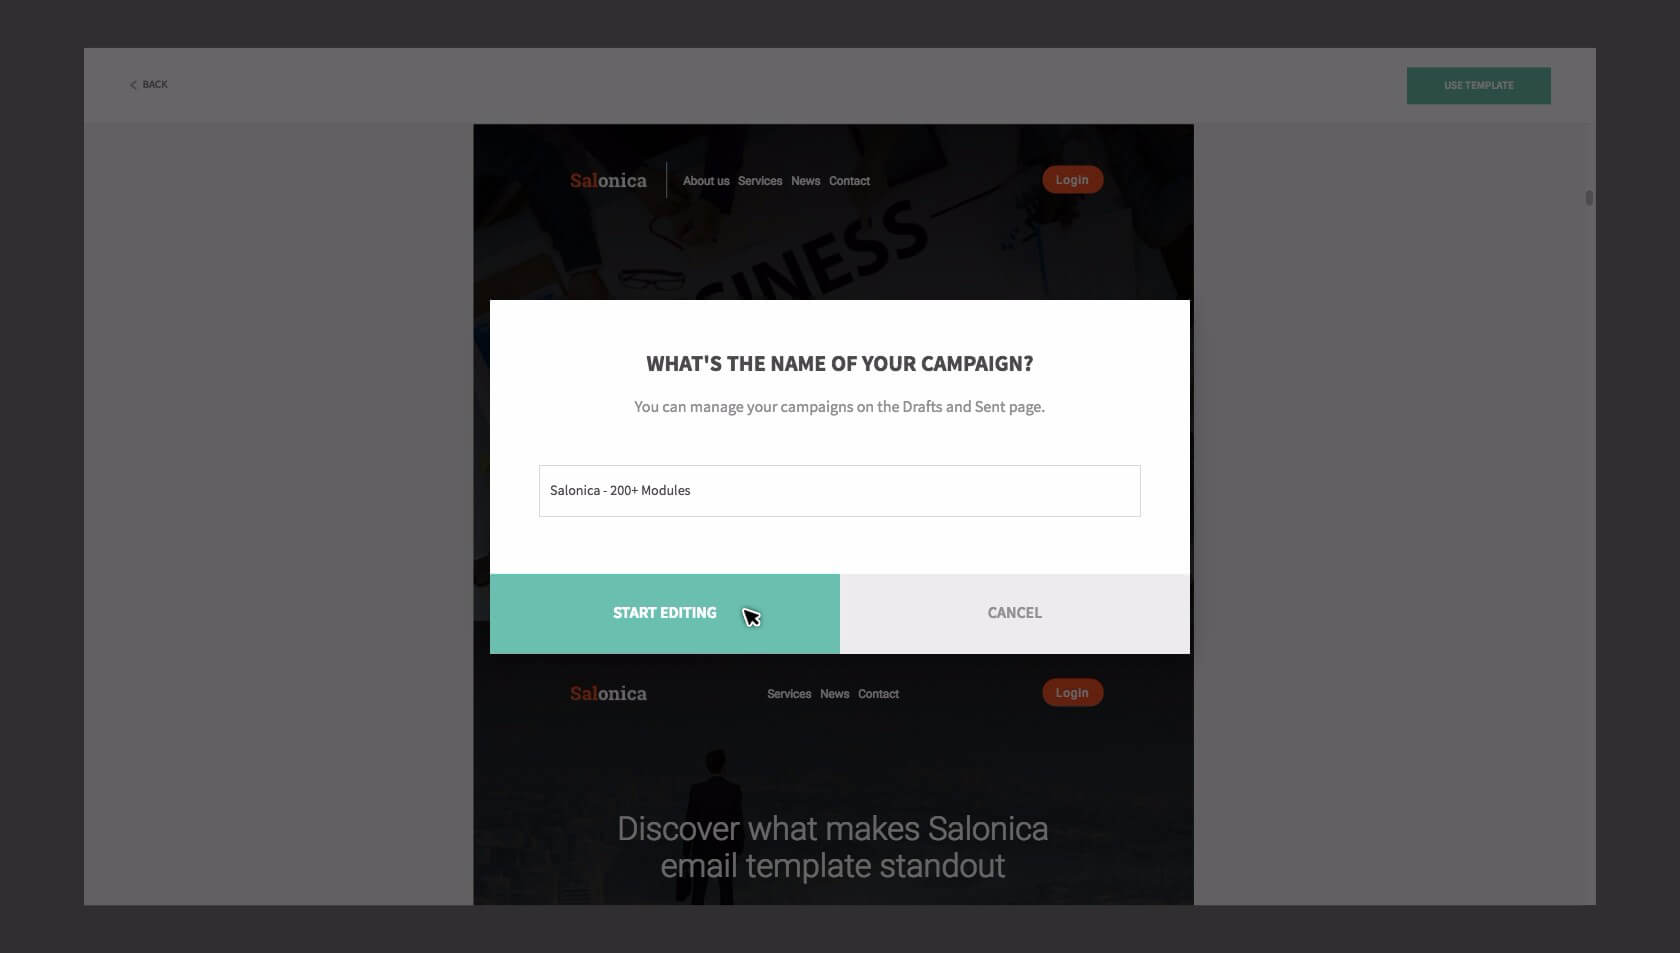 BACK
USE TEMPLATE
Salonica
About us Services News Contact
Login
WHAT'S THE NAME OF YOUR CAMPAIGN?
You can manage your campaigns on the Drafts and Sent page.
Salonica - 200+ Modules
START EDITING
CANCEL
Salonica
Services News Contact
Login
Discover what makes Salonica
email template standout